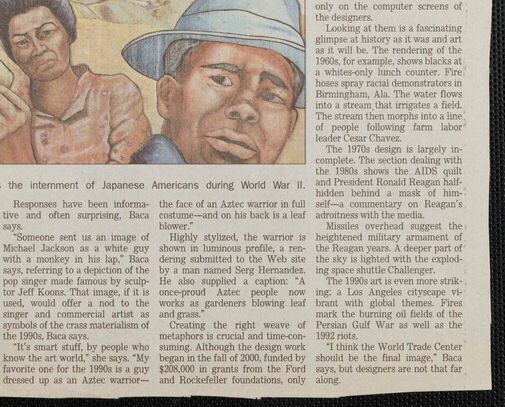 s the internment of Japanese Americans during World War II.
Responses have been informa-
tive and often surprising, Baca
says.
"Someone sent us an image of
Michael Jackson as a white guy
with a monkey in his lap," Baca
says, referring to a depiction of the
pop singer made famous by sculp-
tor Jeff Koons. That image, if it is
used, would offer a nod to the
singer and commercial artist as
symbols of the crass materialism of
the 1990s, Baca says.
"It's smart stuff, by people who
know the art world," she says. "My
favorite one for the 1990s is a guy
dressed up as an Aztec warrior—
the face of an Aztec warrior in full
costume—and on his back is a leaf
blower."
Highly stylized, the warrior is
shown in luminous profile, a ren-
dering submitted to the Web site
by a man named Serg Hernandez.
He also supplied a caption: "A
once-proud Aztec people now
works as gardeners blowing leaf
and grass."
Creating the right weave of
metaphors is crucial and time-con-
suming. Although the design work
began in the fall of 2000, funded by
$208,000 in grants from the Ford
and Rockefeller foundations, only
only on the computer screens of
the designers.
Looking at them is a fascinating
glimpse at history as it was and art
as it will be. The rendering of the
1960s, for example, shows blacks at
a whites-only lunch counter. Fire
hoses spray racial demonstrators in
Birmingham, Ala. The water flows
into a stream that irrigates a field.
The stream then morphs into a line
of people following farm labor
leader Cesar Chavez.
The 1970s design is largely in-
complete. The section dealing with
the 1980s shows the AIDS quilt
and President Ronald Reagan half-
hidden behind a mask of him-
self—a commentary on Reagan's
adroitness with the media.
Missiles overhead suggest the
heightened military armament of
the Reagan years. A deeper part of
the sky is lighted with the explod-
ing space shuttle Challenger.
The 1990s art is even more strik-
ing: a Los Angeles cityscape vi-
brant with global themes. Fires
mark the burning oil fields of the
Persian Gulf War as well as the
1992 riots.
"I think the World Trade Center
should be the final image," Baca
says, but designers are not that far
along.